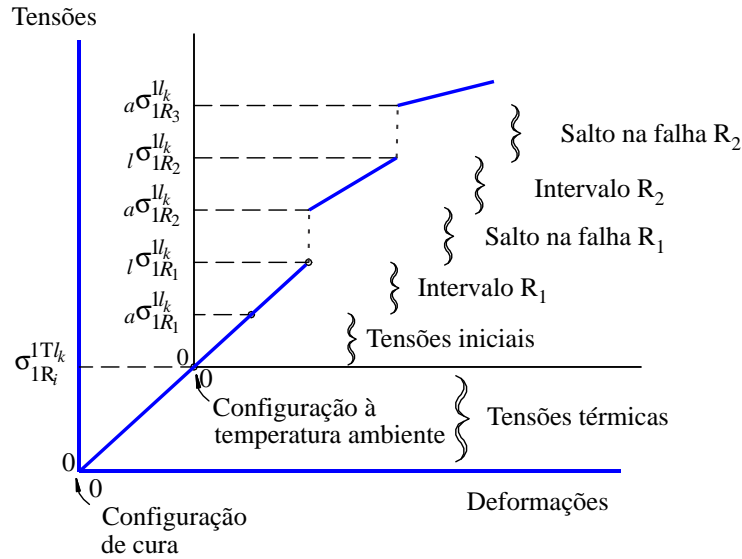 Tensões
aσ1R3^1lk
Salto na falha R2
lσ1R2^1lk
Intervalo R2
aσ1R2^1lk
Salto na falha R1
lσ1R1^1lk
Intervalo R1
aσ1R1^1lk
Tensões iniciais
σ1Ri^1Tlk
0
0
Configuração à
temperatura ambiente
Tensões térmicas
0
0
Deformações
Configuração
de cura